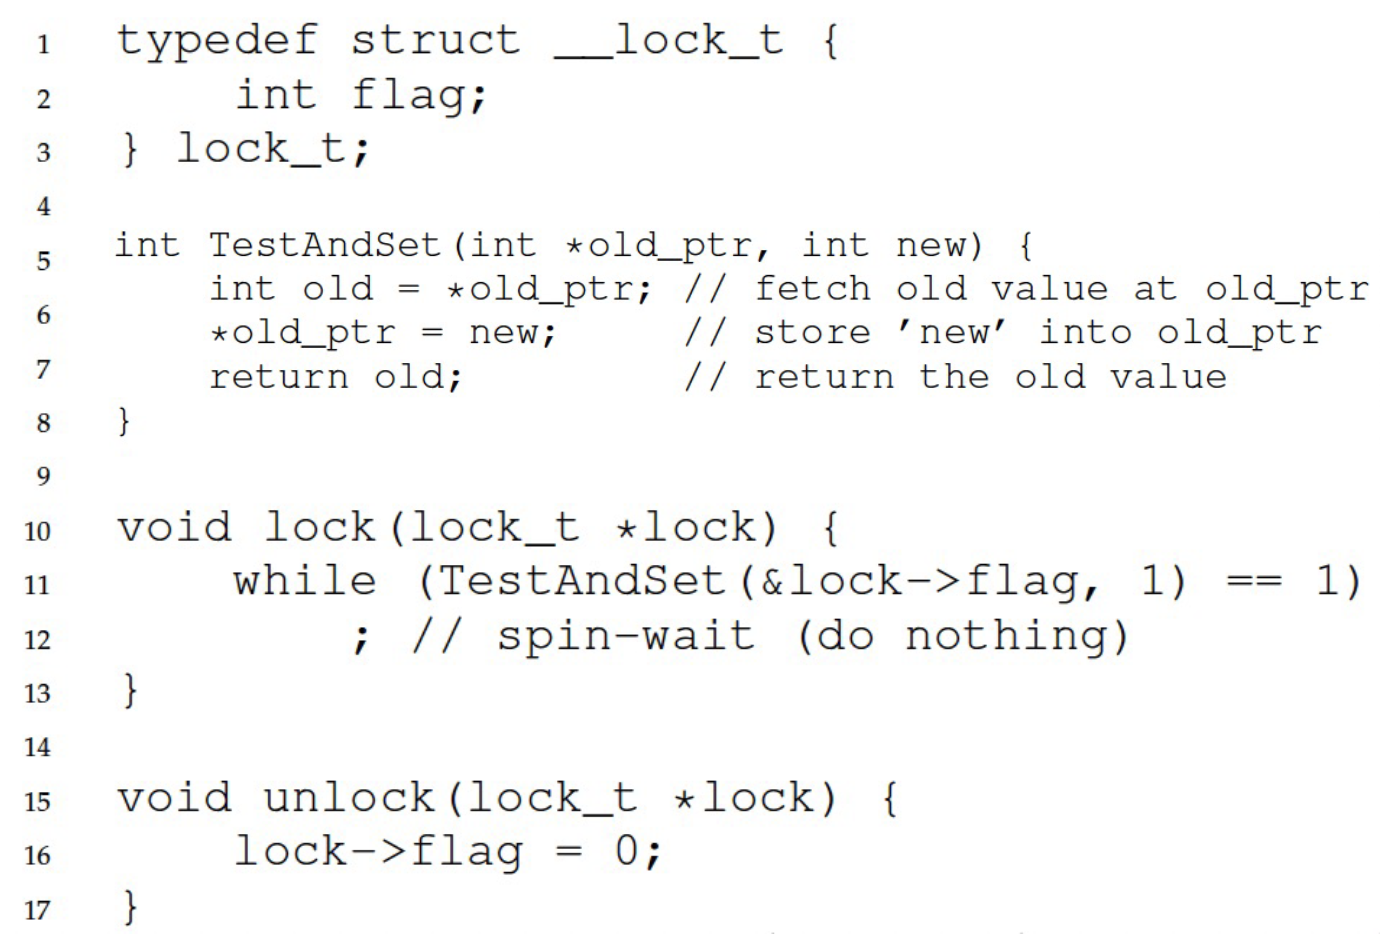 1 typedef struct __lock_t {
2 int flag;
3 } lock_t;
4
5 int TestAndSet(int *old_ptr, int new) {
6 int old = *old_ptr; // fetch old value at old_ptr
*old_ptr = new; // store ’new’ into old_ptr
7 return old; // return the old value
8 }
9
10 void lock(lock_t *lock) {
11 while (TestAndSet(&lock->flag, 1) == 1)
12 ; // spin-wait (do nothing)
13 }
14
15 void unlock(lock_t *lock) {
16 lock->flag = 0;
17 }